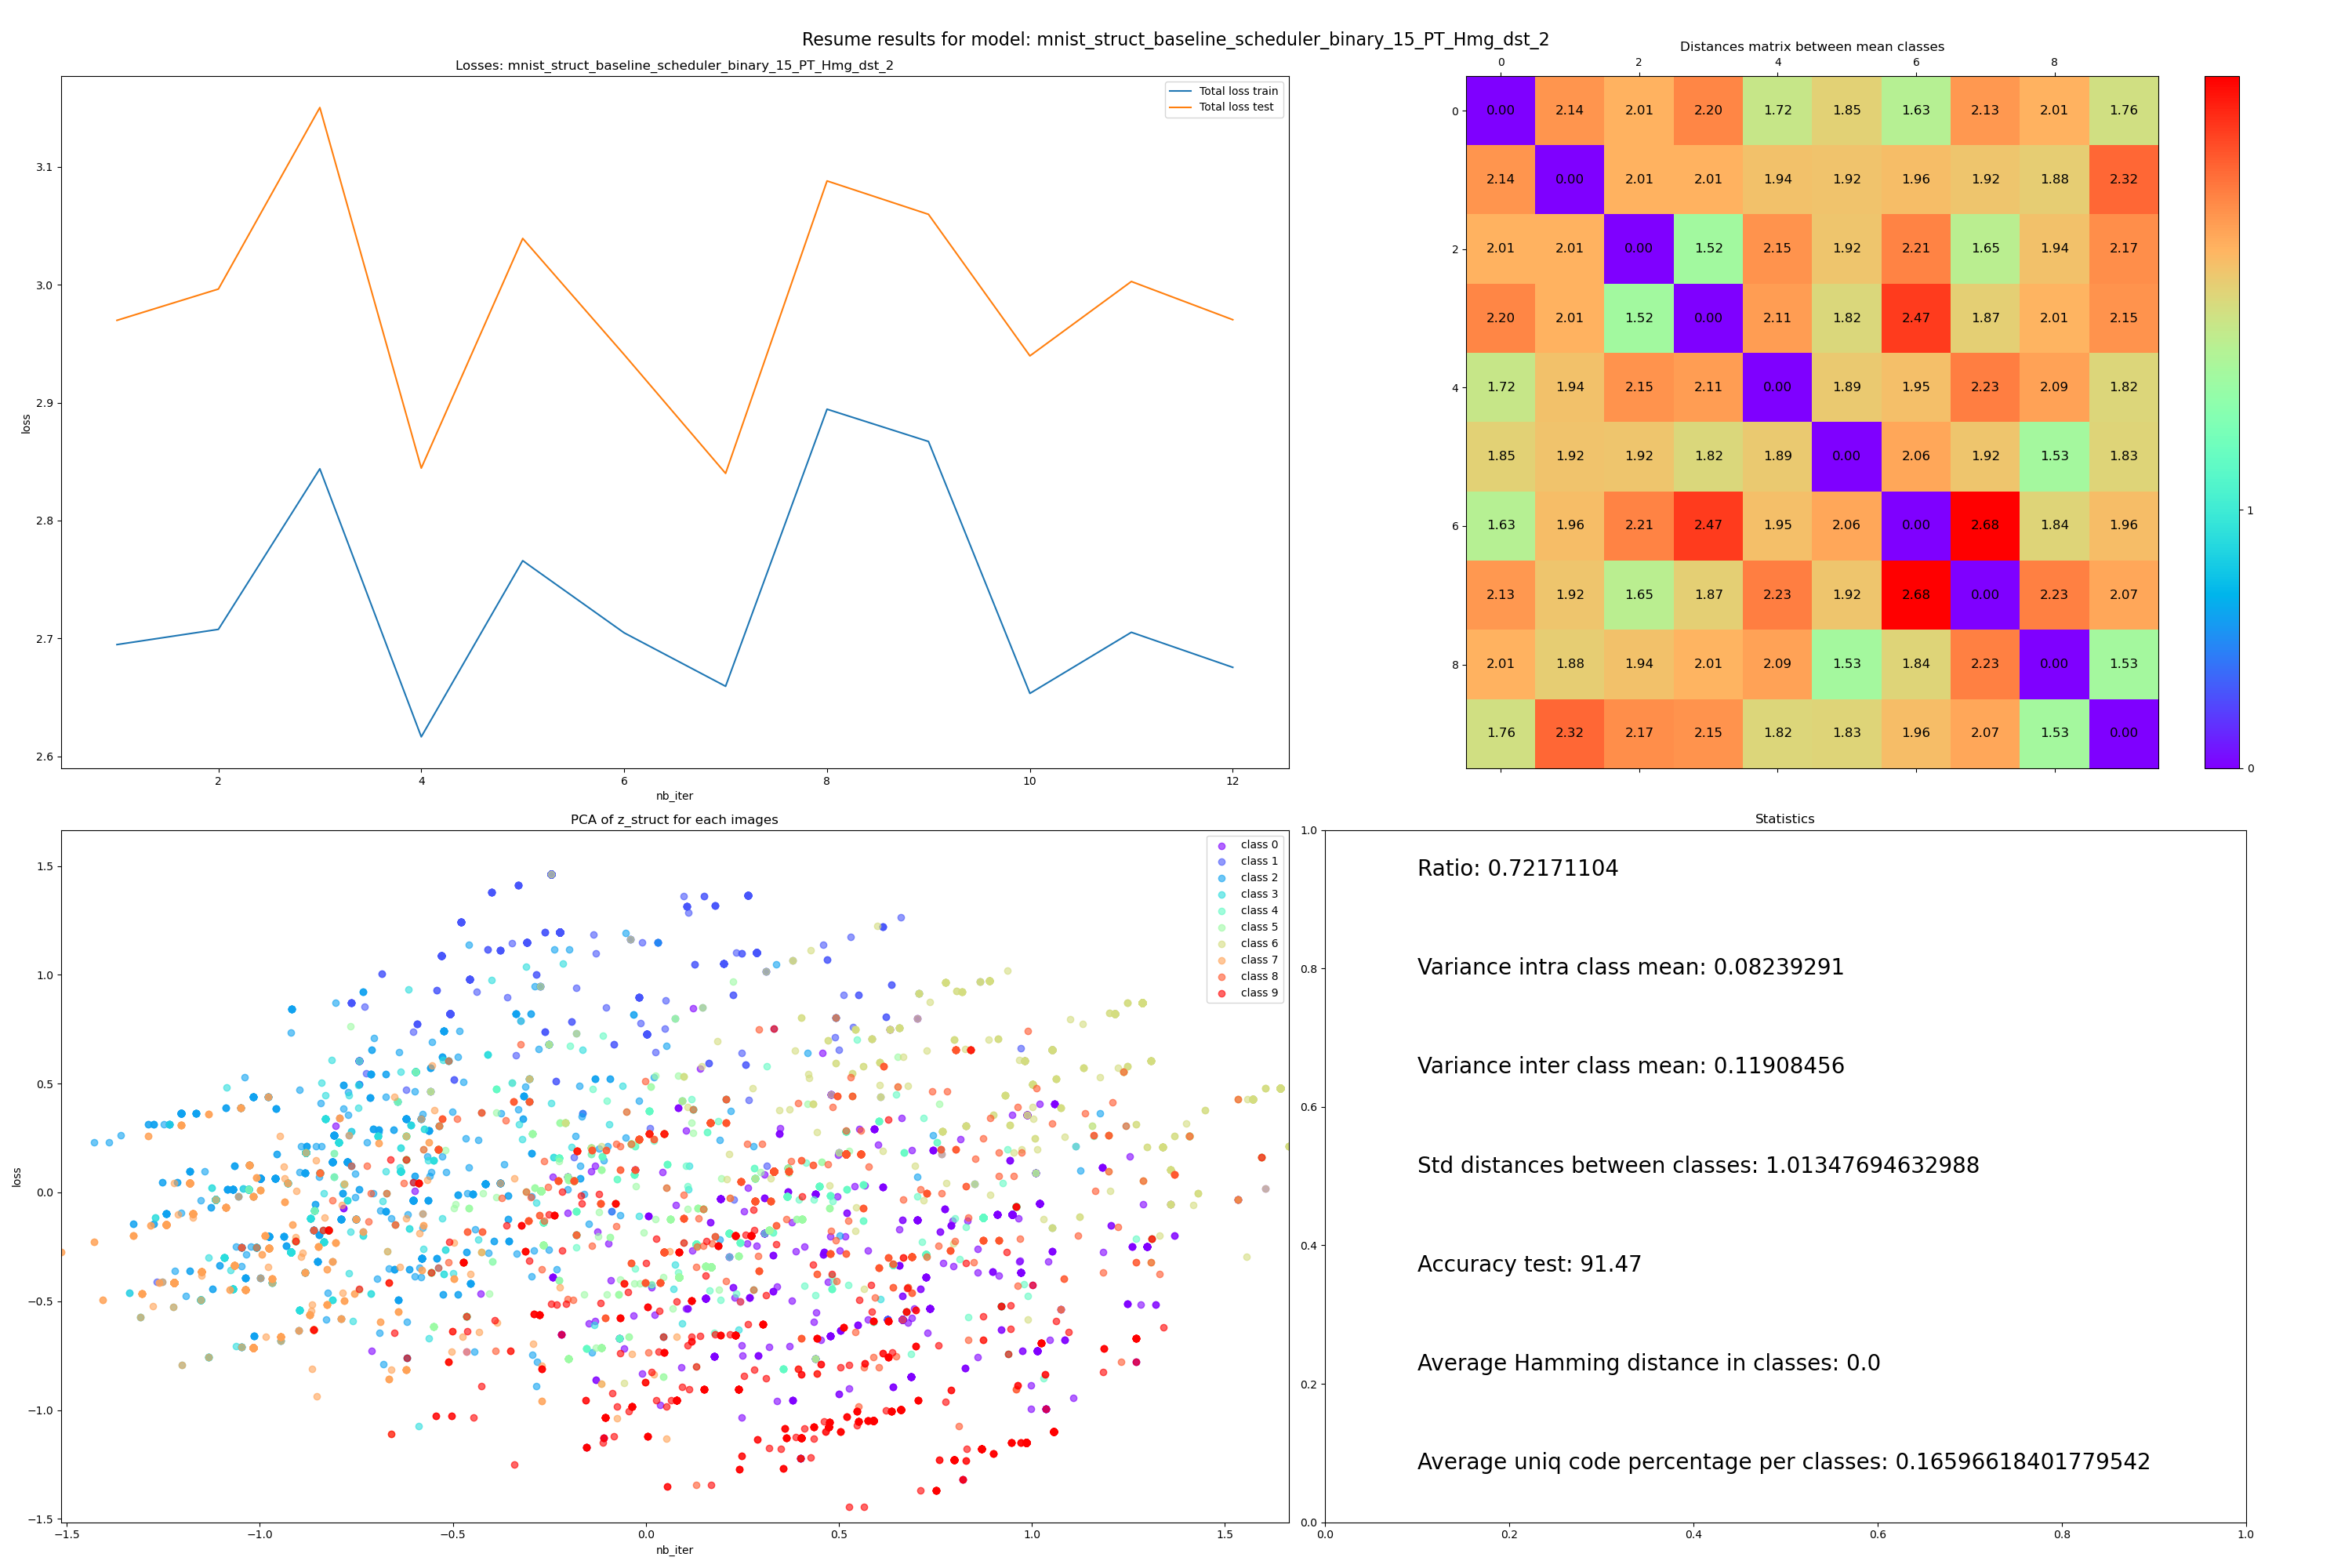 Resume results for model: mnist_struct_baseline_scheduler_binary_15_PT_Hmg_dst_2
Losses: mnist_struct_baseline_scheduler_binary_15_PT_Hmg_dst_2
Total loss train
Total loss test
3.1
3.0
2.9
2.8
2.7
2.6
loss
2 4 6 8 10 12
nb_iter
Distances matrix between mean classes
0 2 4 6 8
0 0.00 2.14 2.01 2.20 1.72 1.85 1.63 2.13 2.01 1.76
2.14 0.00 2.01 2.01 1.94 1.92 1.96 1.92 1.88 2.32
2 2.01 2.01 0.00 1.52 2.15 1.92 2.21 1.65 1.94 2.17
2.20 2.01 1.52 0.00 2.11 1.82 2.47 1.87 2.01 2.15
4 1.72 1.94 2.15 2.11 0.00 1.89 1.95 2.23 2.09 1.82
1.85 1.92 1.92 1.82 1.89 0.00 2.06 1.92 1.53 1.83
6 1.63 1.96 2.21 2.47 1.95 2.06 0.00 2.68 1.84 1.96
2.13 1.92 1.65 1.87 2.23 1.92 2.68 0.00 2.23 2.07
8 2.01 1.88 1.94 2.01 2.09 1.53 1.84 2.23 0.00 1.53
1.76 2.32 2.17 2.15 1.82 1.83 1.96 2.07 1.53 0.00
1
0
PCA of z_struct for each images
class 0
class 1
class 2
class 3
class 4
class 5
class 6
class 7
class 8
class 9
1.5
1.0
0.5
0.0
−0.5
−1.0
−1.5
loss
−1.5 −1.0 −0.5 0.0 0.5 1.0 1.5
nb_iter
Statistics
1.0
0.8
0.6
0.4
0.2
0.0
Ratio: 0.72171104
Variance intra class mean: 0.08239291
Variance inter class mean: 0.11908456
Std distances between classes: 1.01347694632988
Accuracy test: 91.47
Average Hamming distance in classes: 0.0
Average uniq code percentage per classes: 0.16596618401779542
0.0 0.2 0.4 0.6 0.8 1.0